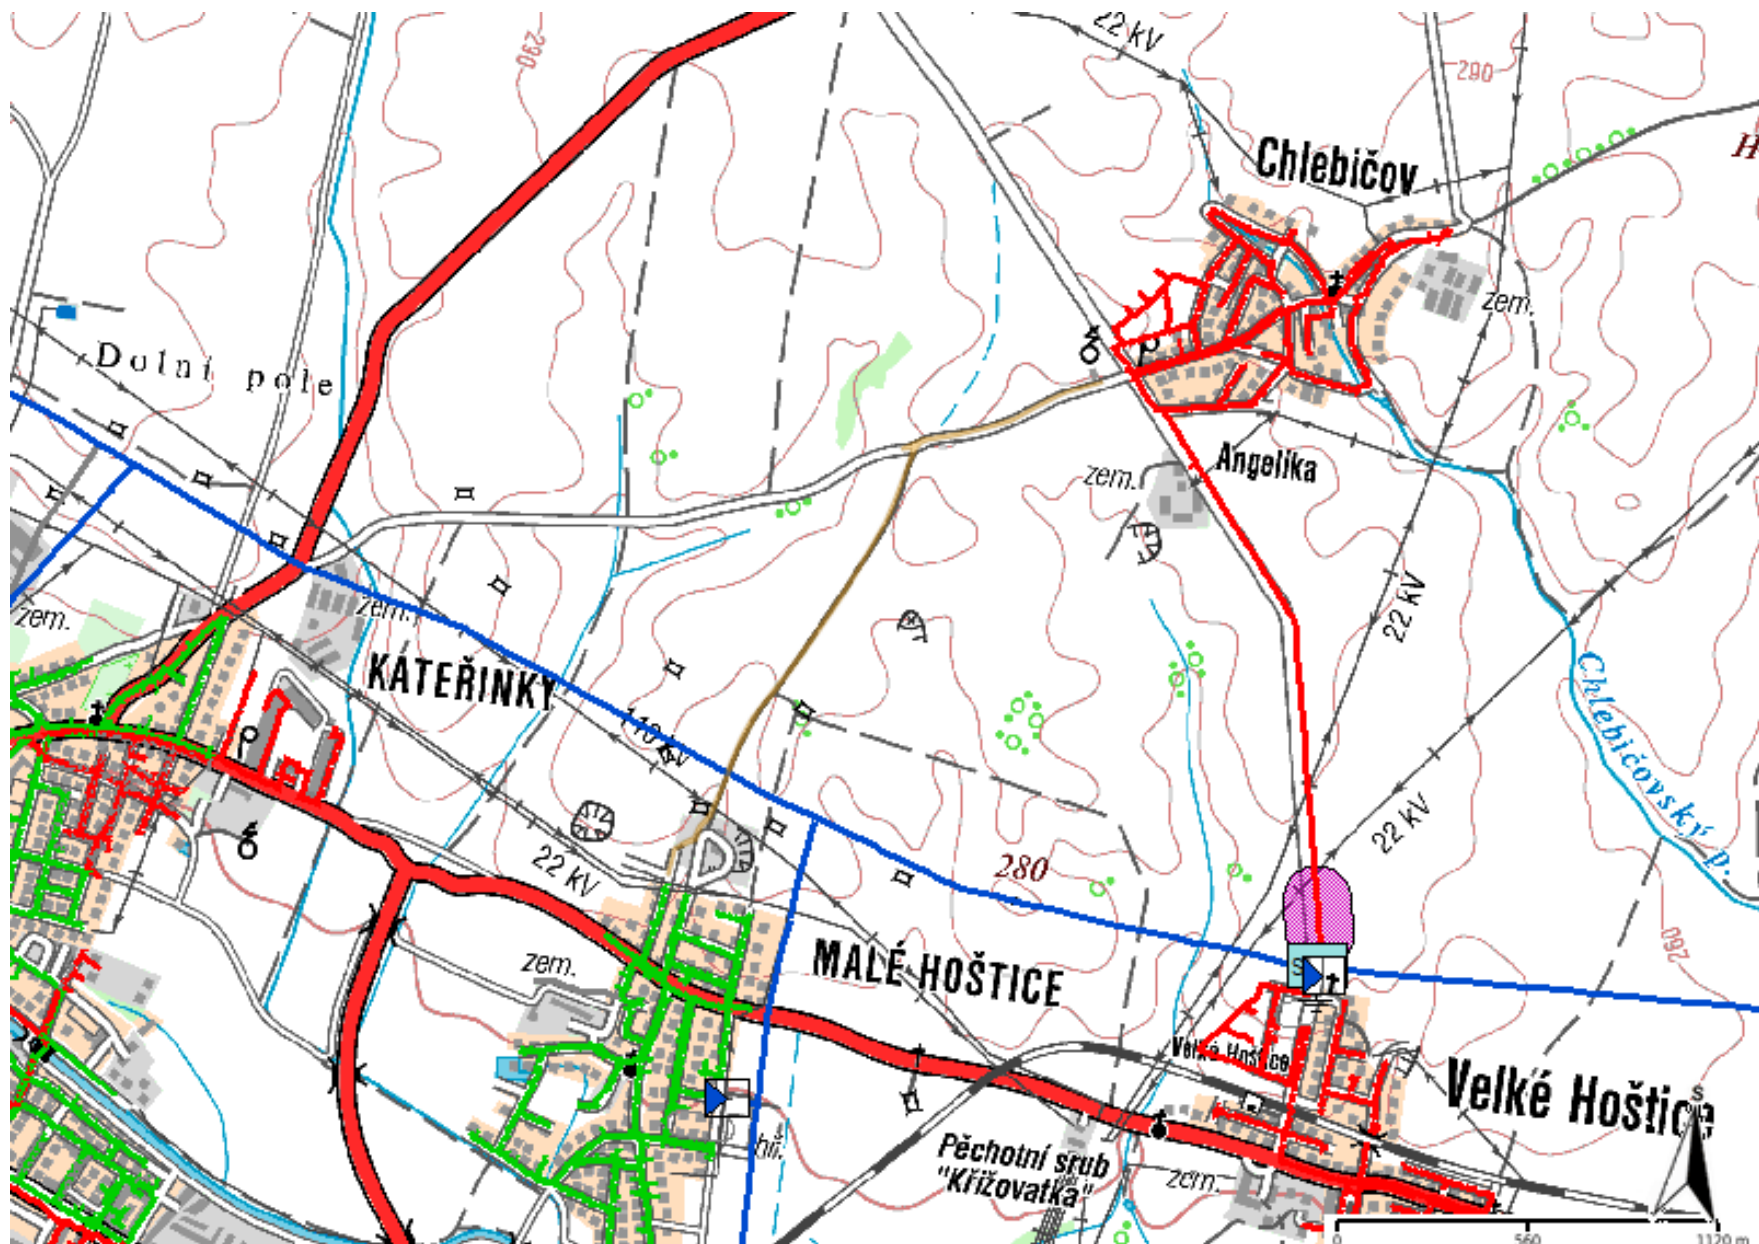 22 kV
290
290
Chlebičov
H
zem.
Dolní pole
Angelika
zem.
zem.
zem.
KATEŘINKY
22 kV
110 kV
Chlebičovský p.
22 kV
280
22 kV
260
MALÉ HOŠTICE
zem.
S
Velké Hoštice
Velké Hoštice
hř.
Pěchotní srub
"Křižovatka"
zem.
S
0 560 1120 m